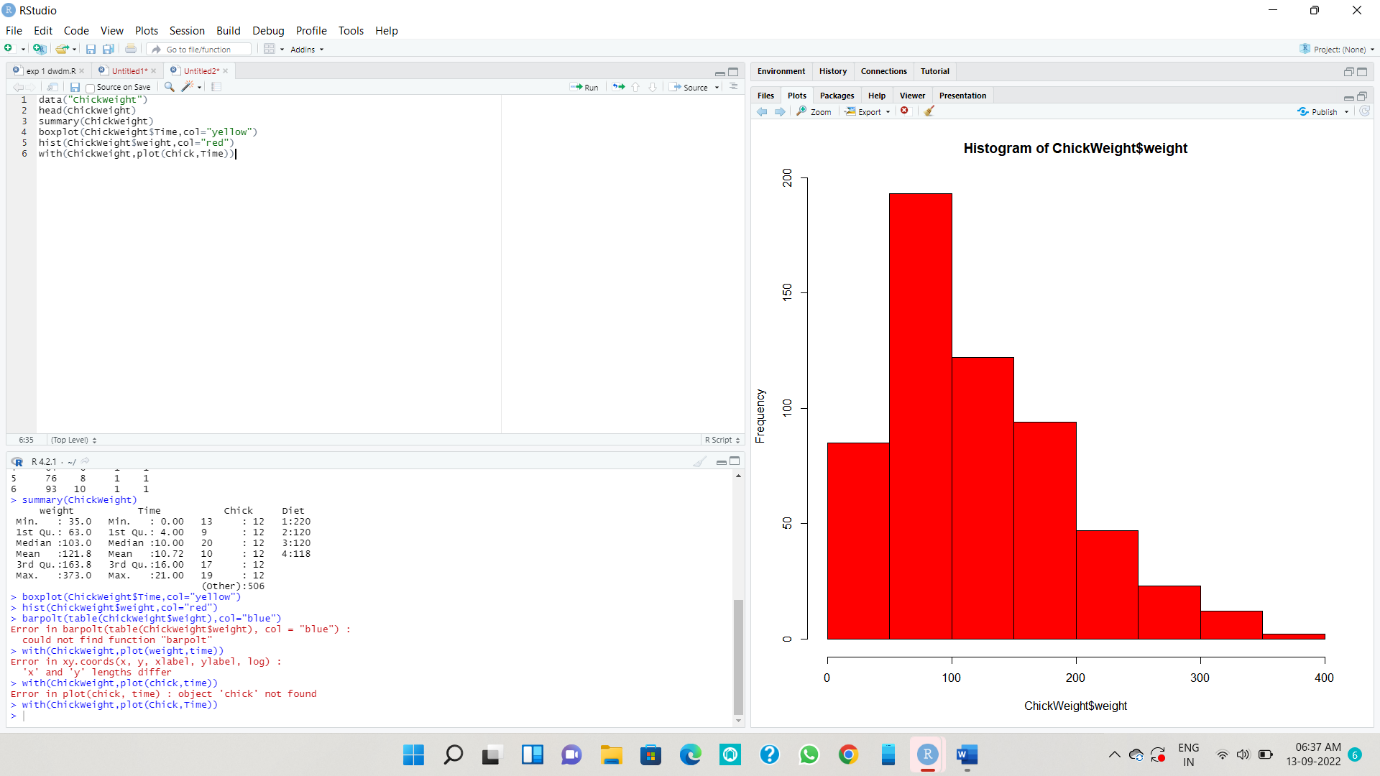 RStudio
File Edit Code View Plots Session Build Debug Profile Tools Help
Go to file/function Addins Project: (None)
exp 1 dwdm.R × Untitled1* × Untitled2* ×
Source on Save Run Source
1 data("ChickWeight")
2 head(ChickWeight)
3 summary(ChickWeight)
4 boxplot(ChickWeight$Time,col="yellow")
5 hist(ChickWeight$weight,col="red")
6 with(ChickWeight,plot(Chick,Time))
6:35 (Top Level) R Script
R 4.2.1 · ~/
5 76 8 1 1
6 93 10 1 1
> summary(ChickWeight)
weight Time Chick Diet
Min. : 35.0 Min. : 0.00 13 : 12 1:220
1st Qu.: 63.0 1st Qu.: 4.00 9 : 12 2:120
Median :103.0 Median :10.00 20 : 12 3:120
Mean :121.8 Mean :10.72 10 : 12 4:118
3rd Qu.:163.8 3rd Qu.:16.00 17 : 12
Max. :373.0 Max. :21.00 19 : 12
(Other):506
> boxplot(ChickWeight$Time,col="yellow")
> hist(ChickWeight$weight,col="red")
> barpolt(table(ChickWeight$weight),col="blue")
Error in barpolt(table(ChickWeight$weight), col = "blue") :
could not find function "barpolt"
> with(ChickWeight,plot(weight,time))
Error in xy.coords(x, y, xlabel, ylabel, log) :
'x' and 'y' lengths differ
> with(ChickWeight,plot(chick,time))
Error in plot(chick, time) : object 'chick' not found
> with(ChickWeight,plot(Chick,Time))
>
Environment History Connections Tutorial
Files Plots Packages Help Viewer Presentation
Zoom Export Publish
Histogram of ChickWeight$weight
Frequency
200
150
100
50
0
0 100 200 300 400
ChickWeight$weight
ENG
IN
06:37 AM
13-09-2022
6